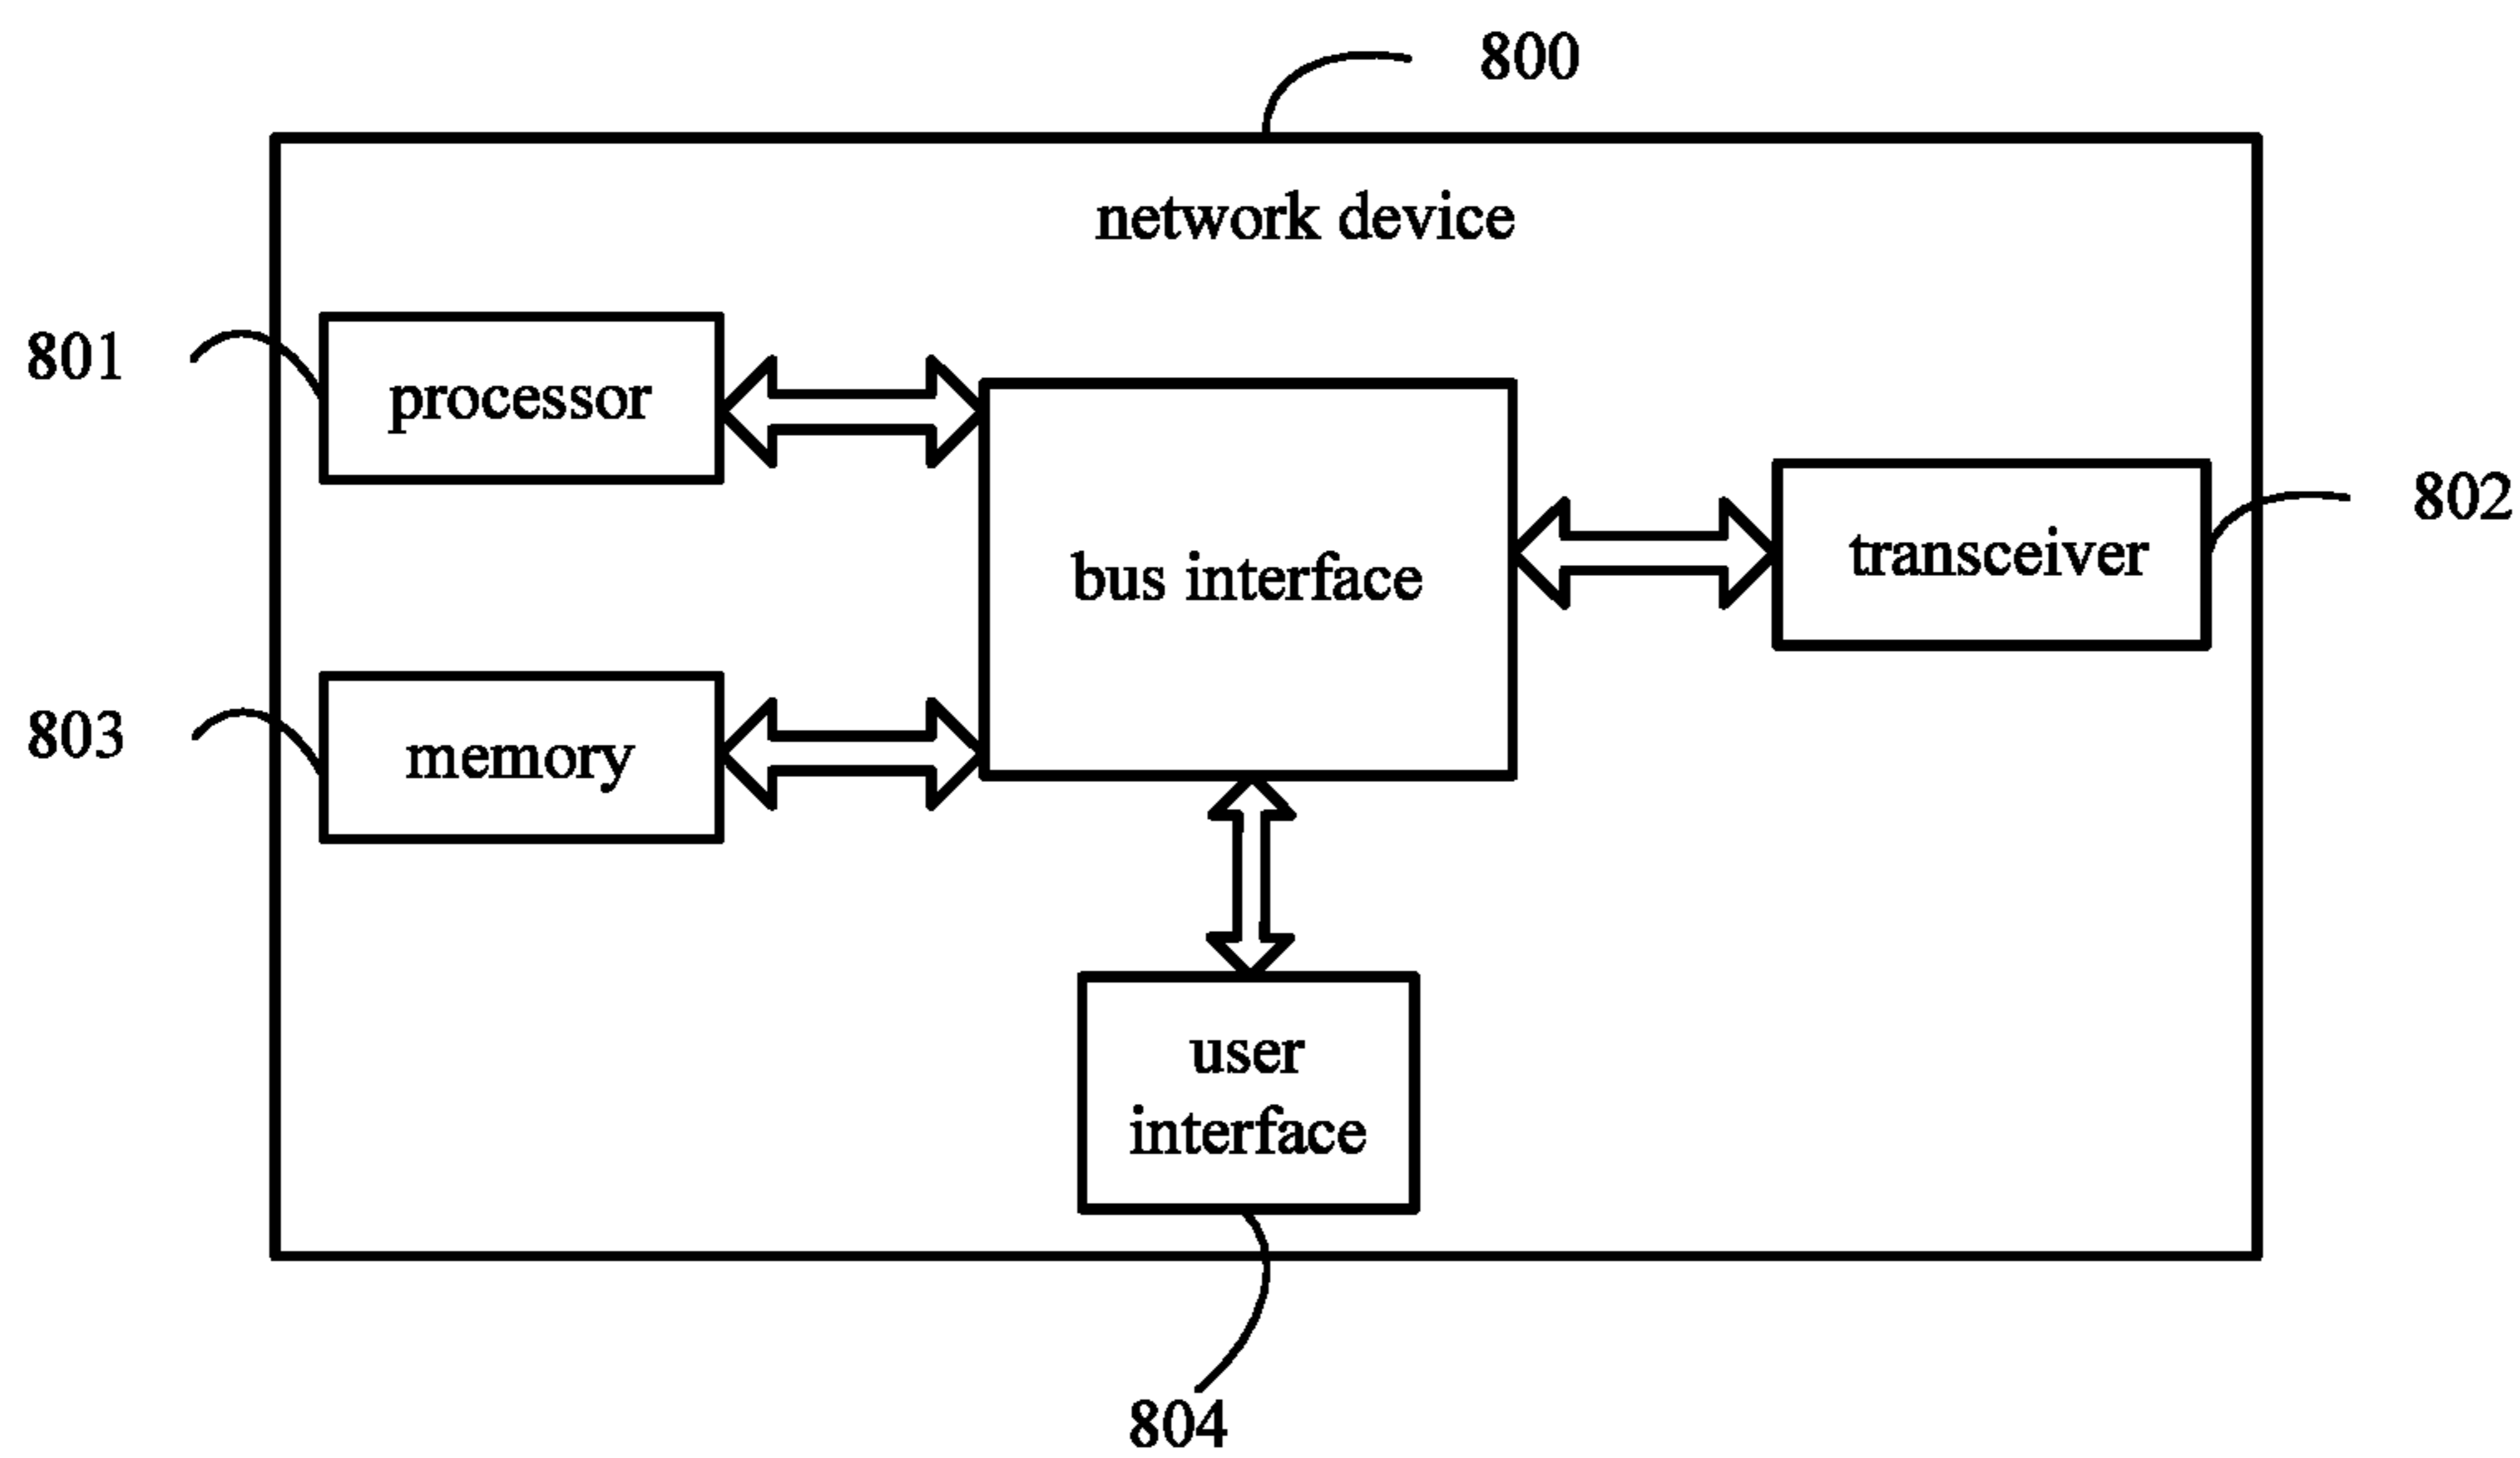 800
network device
801
processor
802
bus interface
transceiver
803
memory
user
interface
804